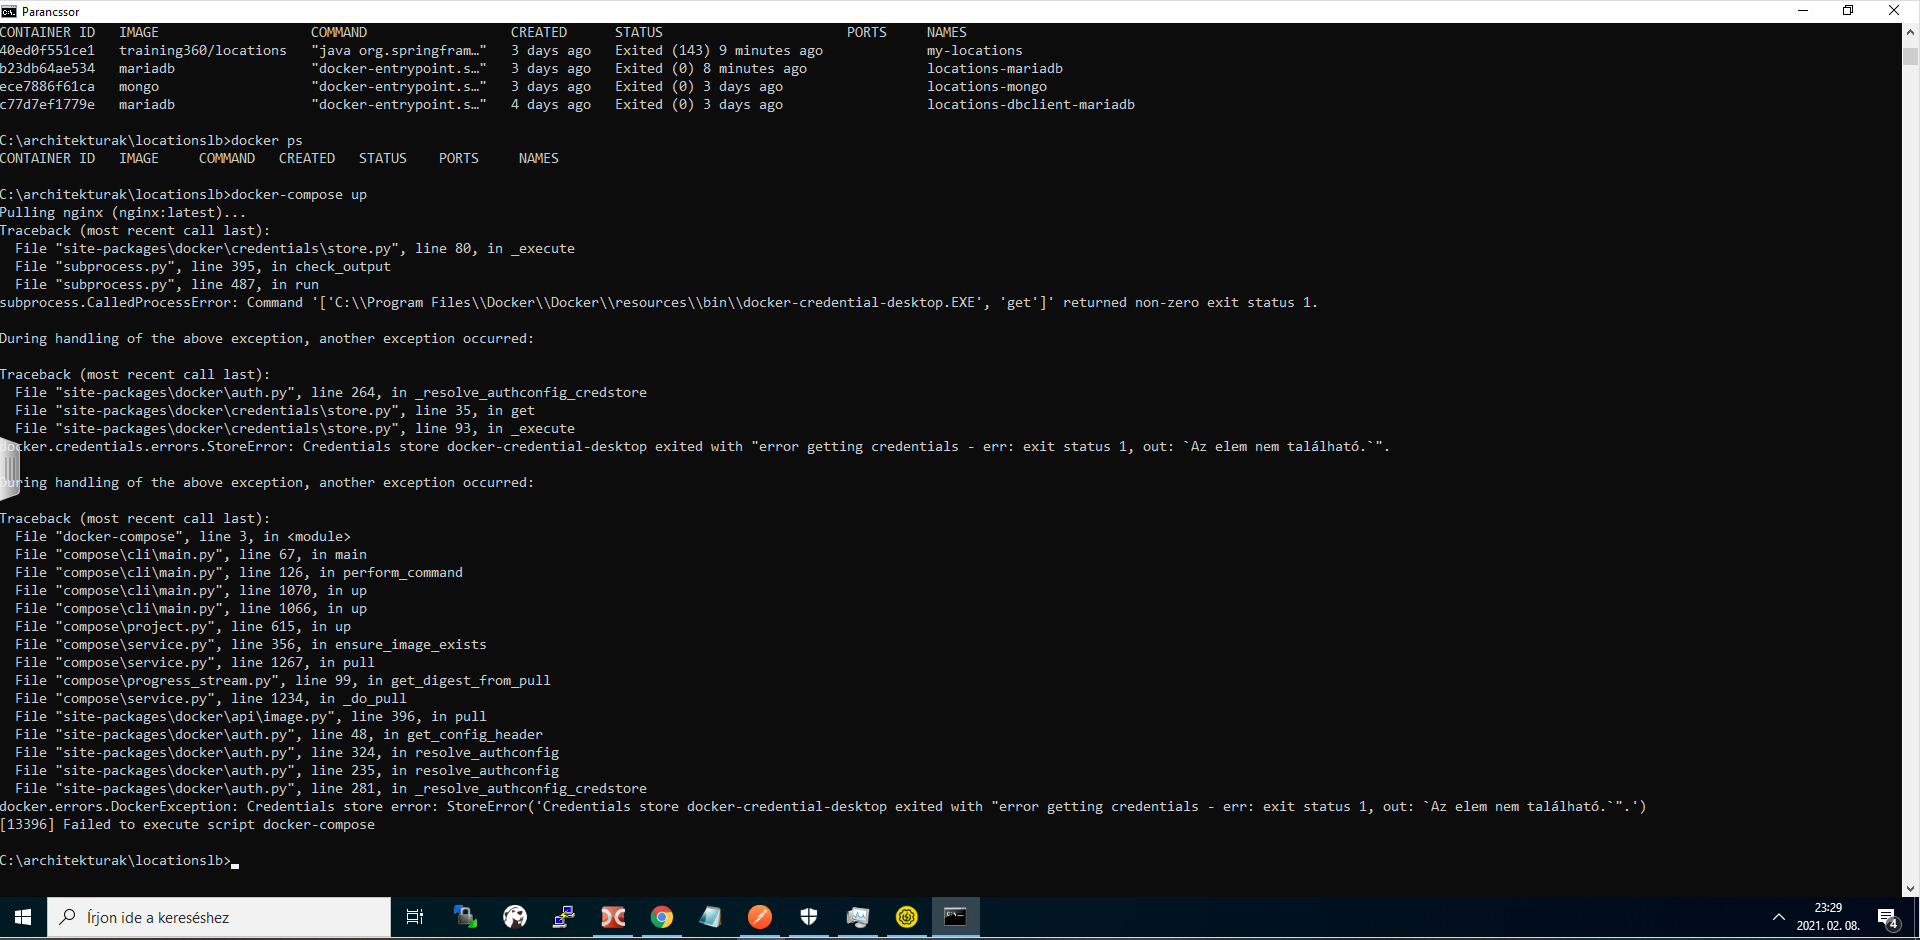 Parancssor
CONTAINER ID   IMAGE                   COMMAND                  CREATED      STATUS                       PORTS     NAMES
40ed0f551ce1   training360/locations   "java org.springfram…"   3 days ago   Exited (143) 9 minutes ago             my-locations
b23db64ae534   mariadb                 "docker-entrypoint.s…"   3 days ago   Exited (0) 8 minutes ago               locations-mariadb
ece7886f61ca   mongo                   "docker-entrypoint.s…"   3 days ago   Exited (0) 3 days ago                  locations-mongo
c77d7ef1779e   mariadb                 "docker-entrypoint.s…"   4 days ago   Exited (0) 3 days ago                  locations-dbclient-mariadb
C:\architekturak\locationslb>docker ps
CONTAINER ID   IMAGE     COMMAND   CREATED   STATUS    PORTS     NAMES
C:\architekturak\locationslb>docker-compose up
Pulling nginx (nginx:latest)...
Traceback (most recent call last):
  File "site-packages\docker\credentials\store.py", line 80, in _execute
  File "subprocess.py", line 395, in check_output
  File "subprocess.py", line 487, in run
subprocess.CalledProcessError: Command '['C:\\Program Files\\Docker\\Docker\\resources\\bin\\docker-credential-desktop.EXE', 'get']' returned non-zero exit status 1.
During handling of the above exception, another exception occurred:
Traceback (most recent call last):
  File "site-packages\docker\auth.py", line 264, in _resolve_authconfig_credstore
  File "site-packages\docker\credentials\store.py", line 35, in get
  File "site-packages\docker\credentials\store.py", line 93, in _execute
docker.credentials.errors.StoreError: Credentials store docker-credential-desktop exited with "error getting credentials - err: exit status 1, out: `Az elem nem található.`".
During handling of the above exception, another exception occurred:
Traceback (most recent call last):
  File "docker-compose", line 3, in <module>
  File "compose\cli\main.py", line 67, in main
  File "compose\cli\main.py", line 126, in perform_command
  File "compose\cli\main.py", line 1070, in up
  File "compose\cli\main.py", line 1066, in up
  File "compose\project.py", line 615, in up
  File "compose\service.py", line 356, in ensure_image_exists
  File "compose\service.py", line 1267, in pull
  File "compose\progress_stream.py", line 99, in get_digest_from_pull
  File "compose\service.py", line 1234, in _do_pull
  File "site-packages\docker\api\image.py", line 396, in pull
  File "site-packages\docker\auth.py", line 48, in get_config_header
  File "site-packages\docker\auth.py", line 324, in resolve_authconfig
  File "site-packages\docker\auth.py", line 235, in resolve_authconfig
  File "site-packages\docker\auth.py", line 281, in _resolve_authconfig_credstore
docker.errors.DockerException: Credentials store error: StoreError('Credentials store docker-credential-desktop exited with "error getting credentials - err: exit status 1, out: `Az elem nem található.`".')
[13396] Failed to execute script docker-compose
C:\architekturak\locationslb>
Írjon ide a kereséshez
23:29
2021. 02. 08.
4